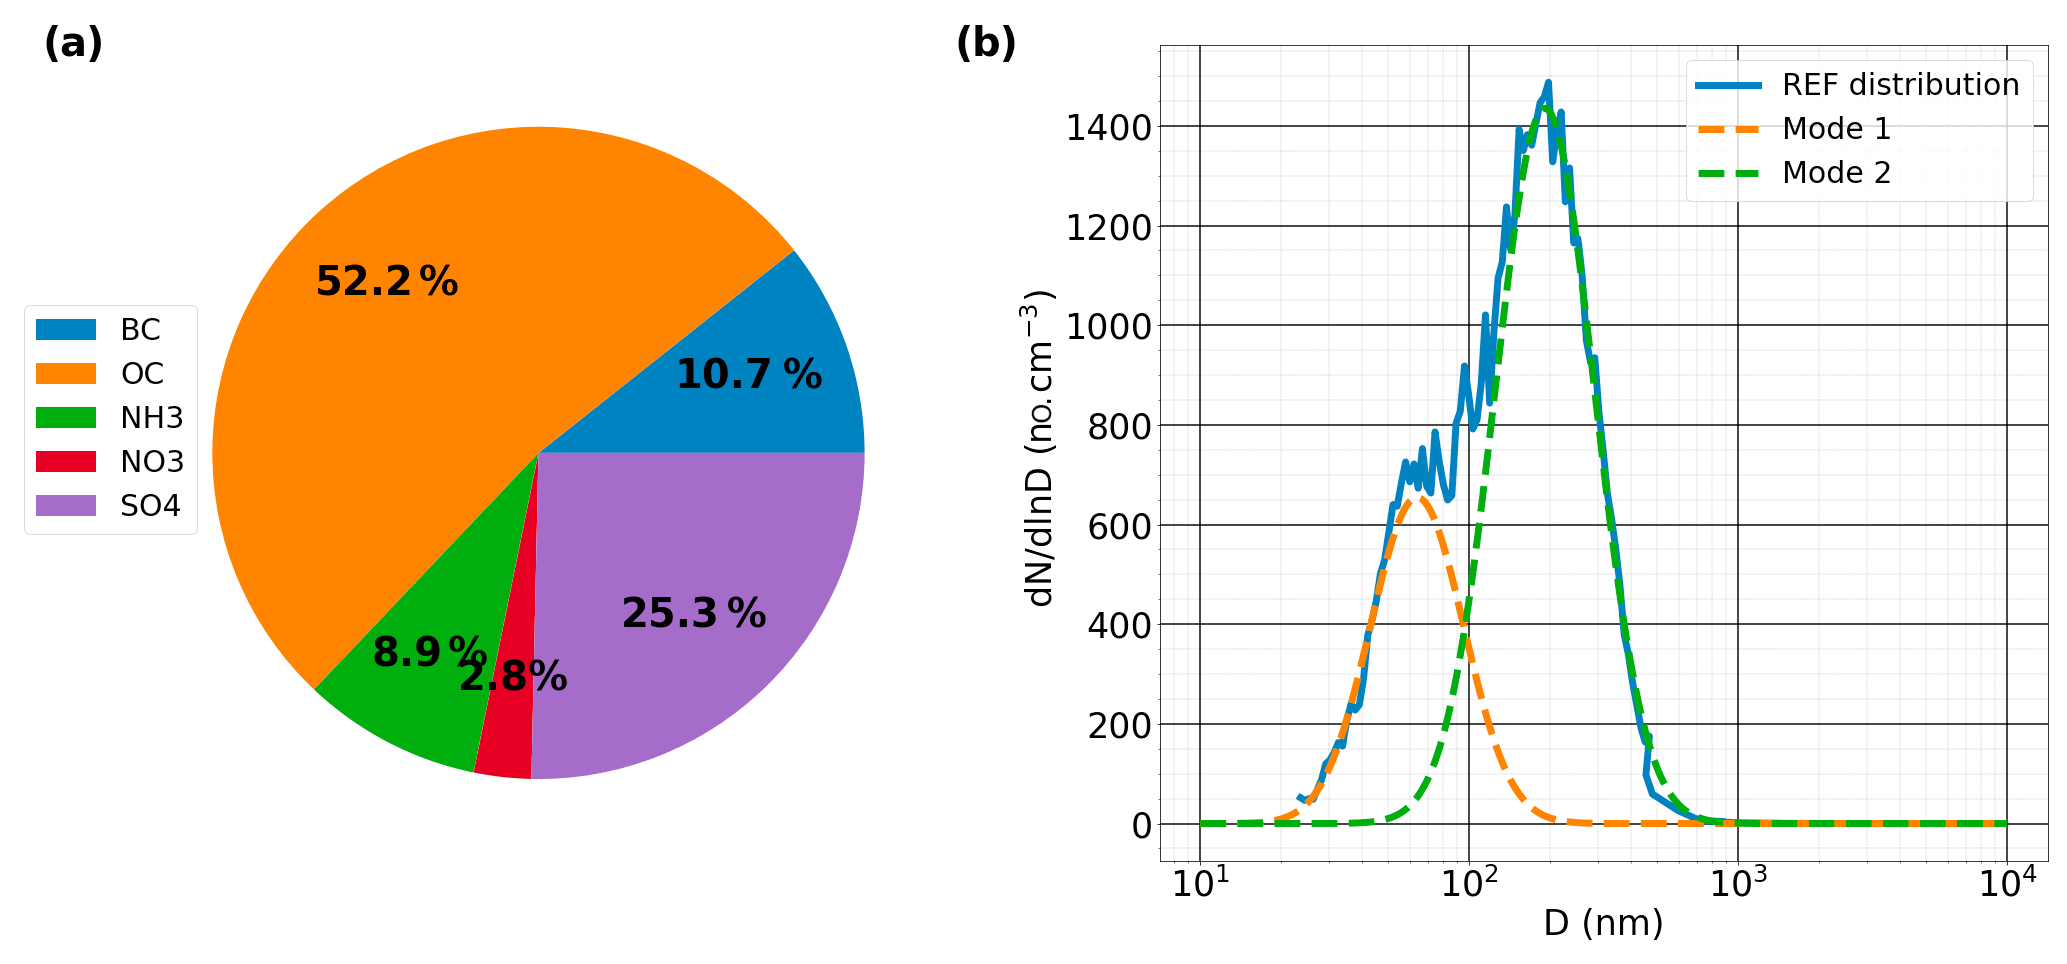 (a)
52.2 %
10.7 %
8.9 %
2.8%
25.3 %
BC
OC
NH3
NO3
SO4
(b)
REF distribution
Mode 1
Mode 2
1400
1200
1000
800
600
400
200
0
dN/dlnD (no.cm⁻³)
10¹ 10² 10³ 10⁴
D (nm)